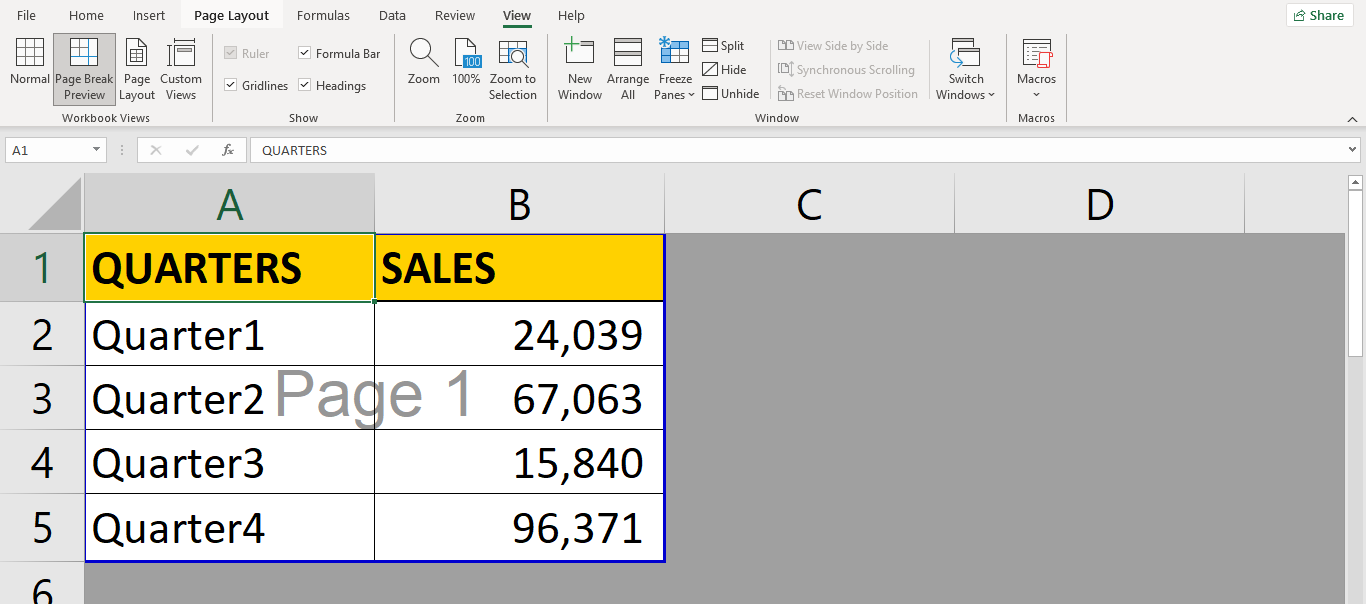 File Home Insert Page Layout Formulas Data Review View Help Share
Normal Page Break Preview Page Layout Custom Views
Workbook Views
Ruler Formula Bar
Gridlines Headings
Show
Zoom 100 100% Zoom to Selection
Zoom
New Window Arrange All Freeze Panes
Split
Hide
Unhide
View Side by Side
Synchronous Scrolling
Reset Window Position
Switch Windows
Window
Macros
Macros
A1 fx QUARTERS
A B C D
1 QUARTERS SALES
2 Quarter1 24,039
3 Quarter2 Page 1 67,063
4 Quarter3 15,840
5 Quarter4 96,371
6